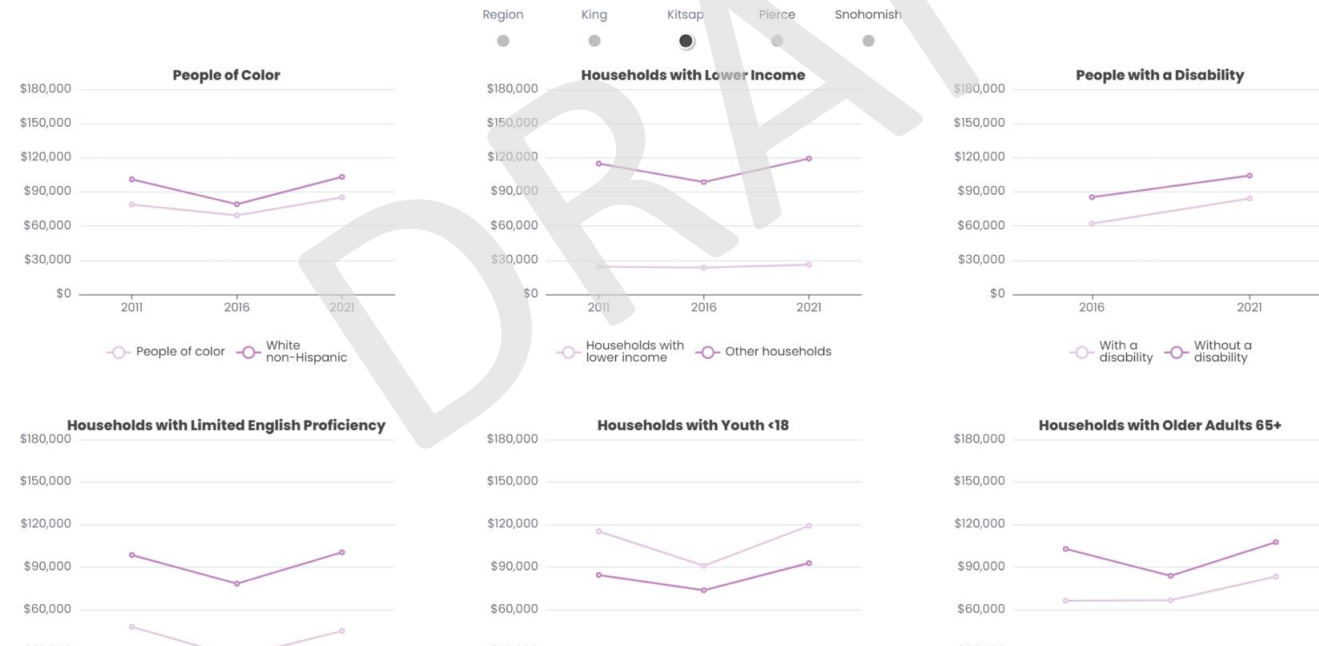 Region King Kitsap Pierce Snohomish
People of Color
$180,000
$150,000
$120,000
$90,000
$60,000
$30,000
$0
2011 2016 2021
People of color
White
non-Hispanic
Households with Lower Income
$180,000
$150,000
$120,000
$90,000
$60,000
$30,000
$0
2011 2016 2021
Households with
lower income
Other households
People with a Disability
$180,000
$150,000
$120,000
$90,000
$60,000
$30,000
$0
2016 2021
With a
disability
Without a
disability
Households with Limited English Proficiency
$180,000
$150,000
$120,000
$90,000
$60,000
Households with Youth <18
$180,000
$150,000
$120,000
$90,000
$60,000
Households with Older Adults 65+
$180,000
$150,000
$120,000
$90,000
$60,000